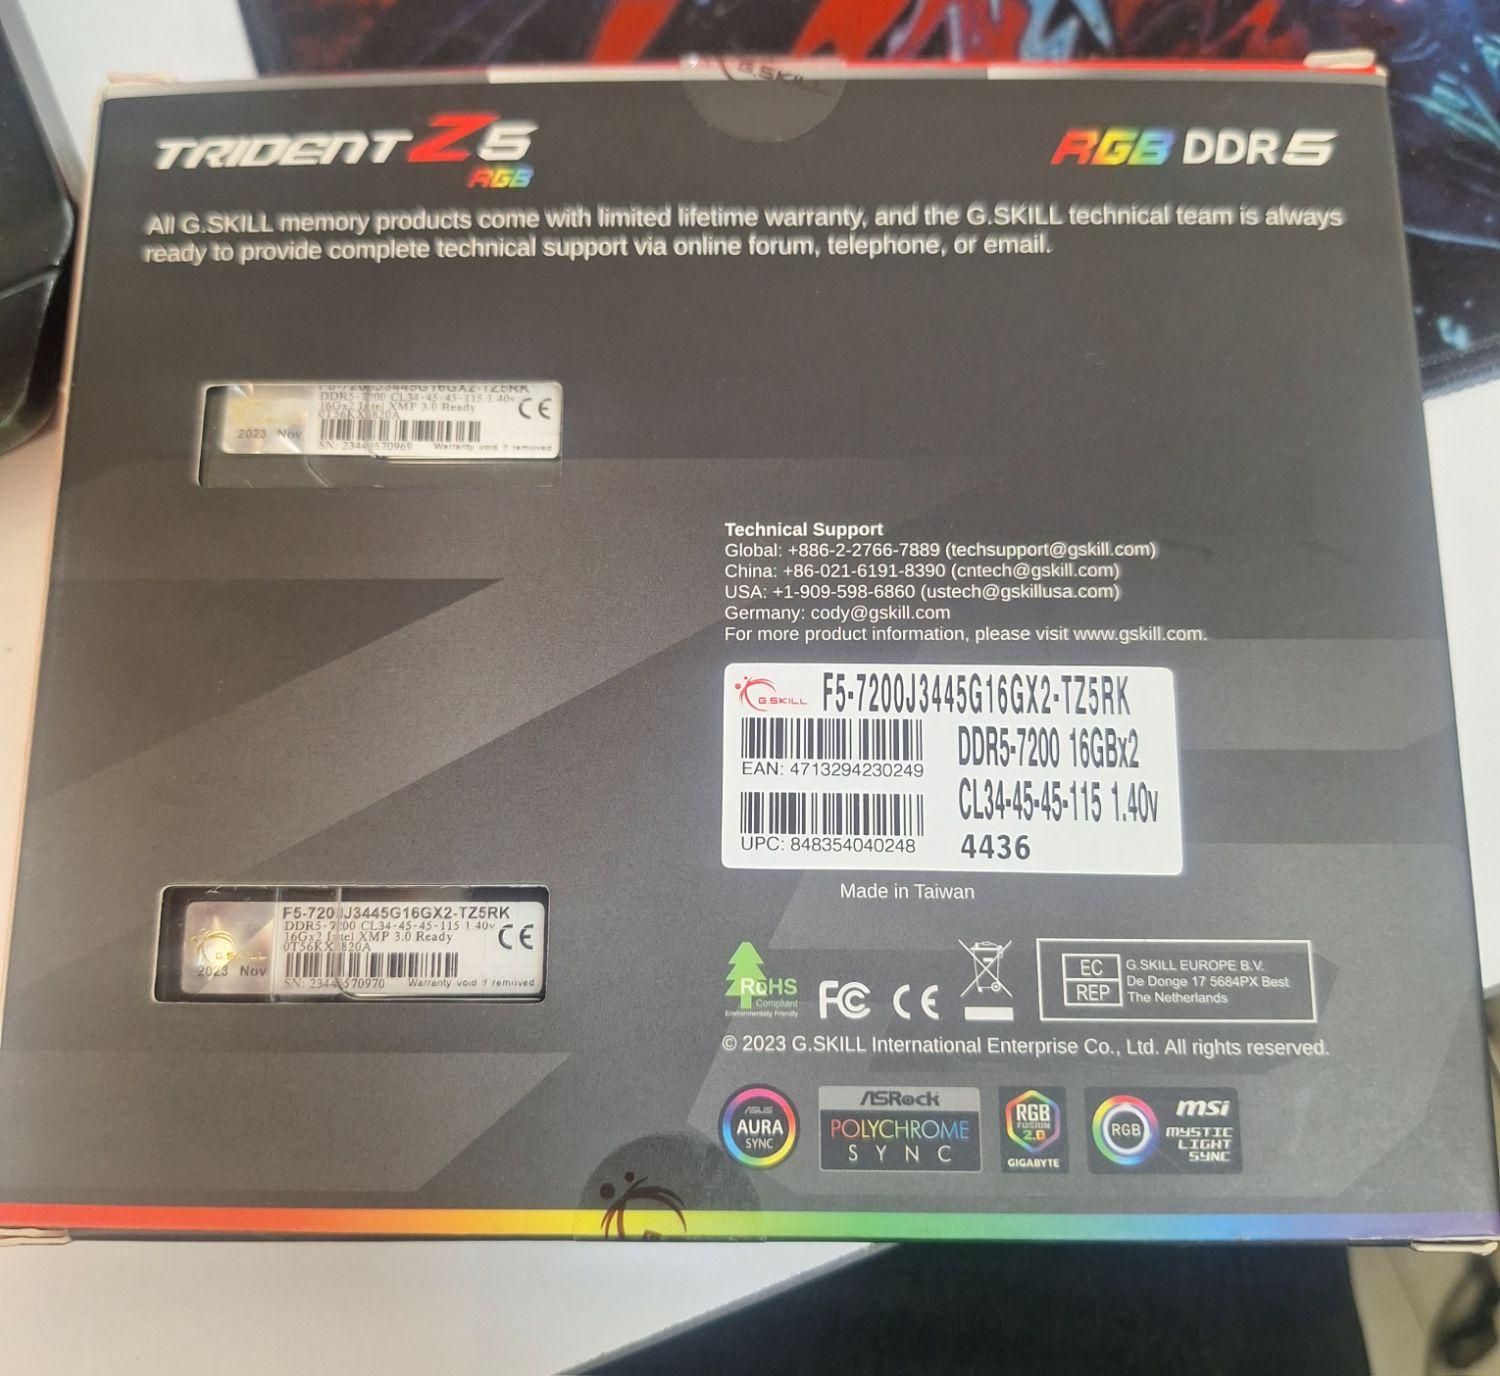 G.SKILL
TRIDENT Z5
RGB
RGB DDR5
All G.SKILL memory products come with limited lifetime warranty, and the G.SKILL technical team is always
ready to provide complete technical support via online forum, telephone, or email.
F5-7200J3445G16GX2-TZ5RK
DDR5-7200 CL34-45-45-115 1.40v
16Gx2 Intel XMP 3.0 Ready
2023 Nov
Warranty void if removed
Technical Support
Global: +886-2-2766-7889 (techsupport@gskill.com)
China: +86-021-6191-8390 (cntech@gskill.com)
USA: +1-909-598-6860 (ustech@gskillusa.com)
Germany: cody@gskill.com
For more product information, please visit www.gskill.com.
G.SKILL F5-7200J3445G16GX2-TZ5RK
DDR5-7200 16GBx2
EAN: 4713294230249
CL34-45-45-115 1.40v
UPC: 848354040248
4436
Made in Taiwan
F5-7200J3445G16GX2-TZ5RK
DDR5-7200 CL34-45-45-115 1.40v
16Gx2 Intel XMP 3.0 Ready
CE
G.SKILL
2023 Nov
Warranty void if removed
RoHS
Compliant
Environmentally Friendly
FC CE
EC REP
G.SKILL EUROPE B.V.
De Donge 17 5684PX Best
The Netherlands
© 2023 G.SKILL International Enterprise Co., Ltd. All rights reserved.
ASUS
AURA
SYNC
ASRock
POLYCHROME
SYNC
RGB
FUSION
2.0
GIGABYTE
RGB
msi
MYSTIC
LIGHT
SYNC